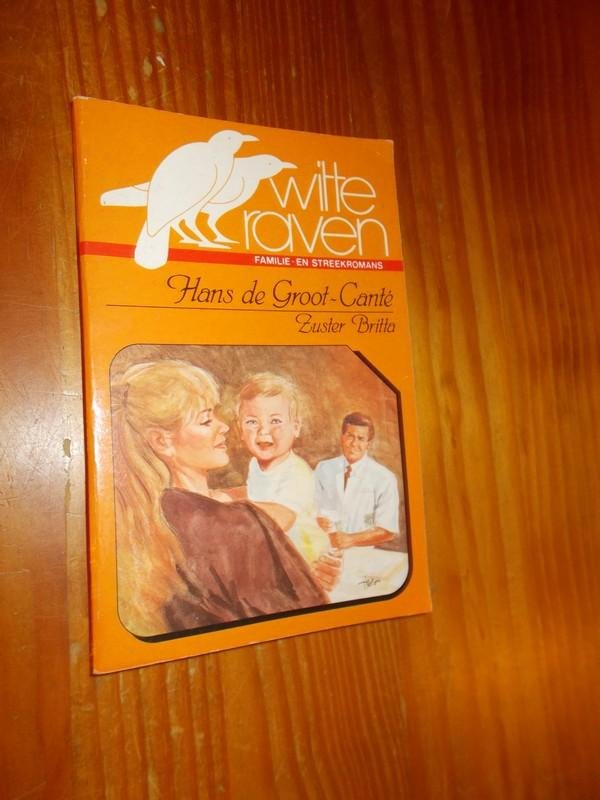 witte
raven
FAMILIE- EN STREEKROMANS
Hans de Groot-Canté
Zuster Britta